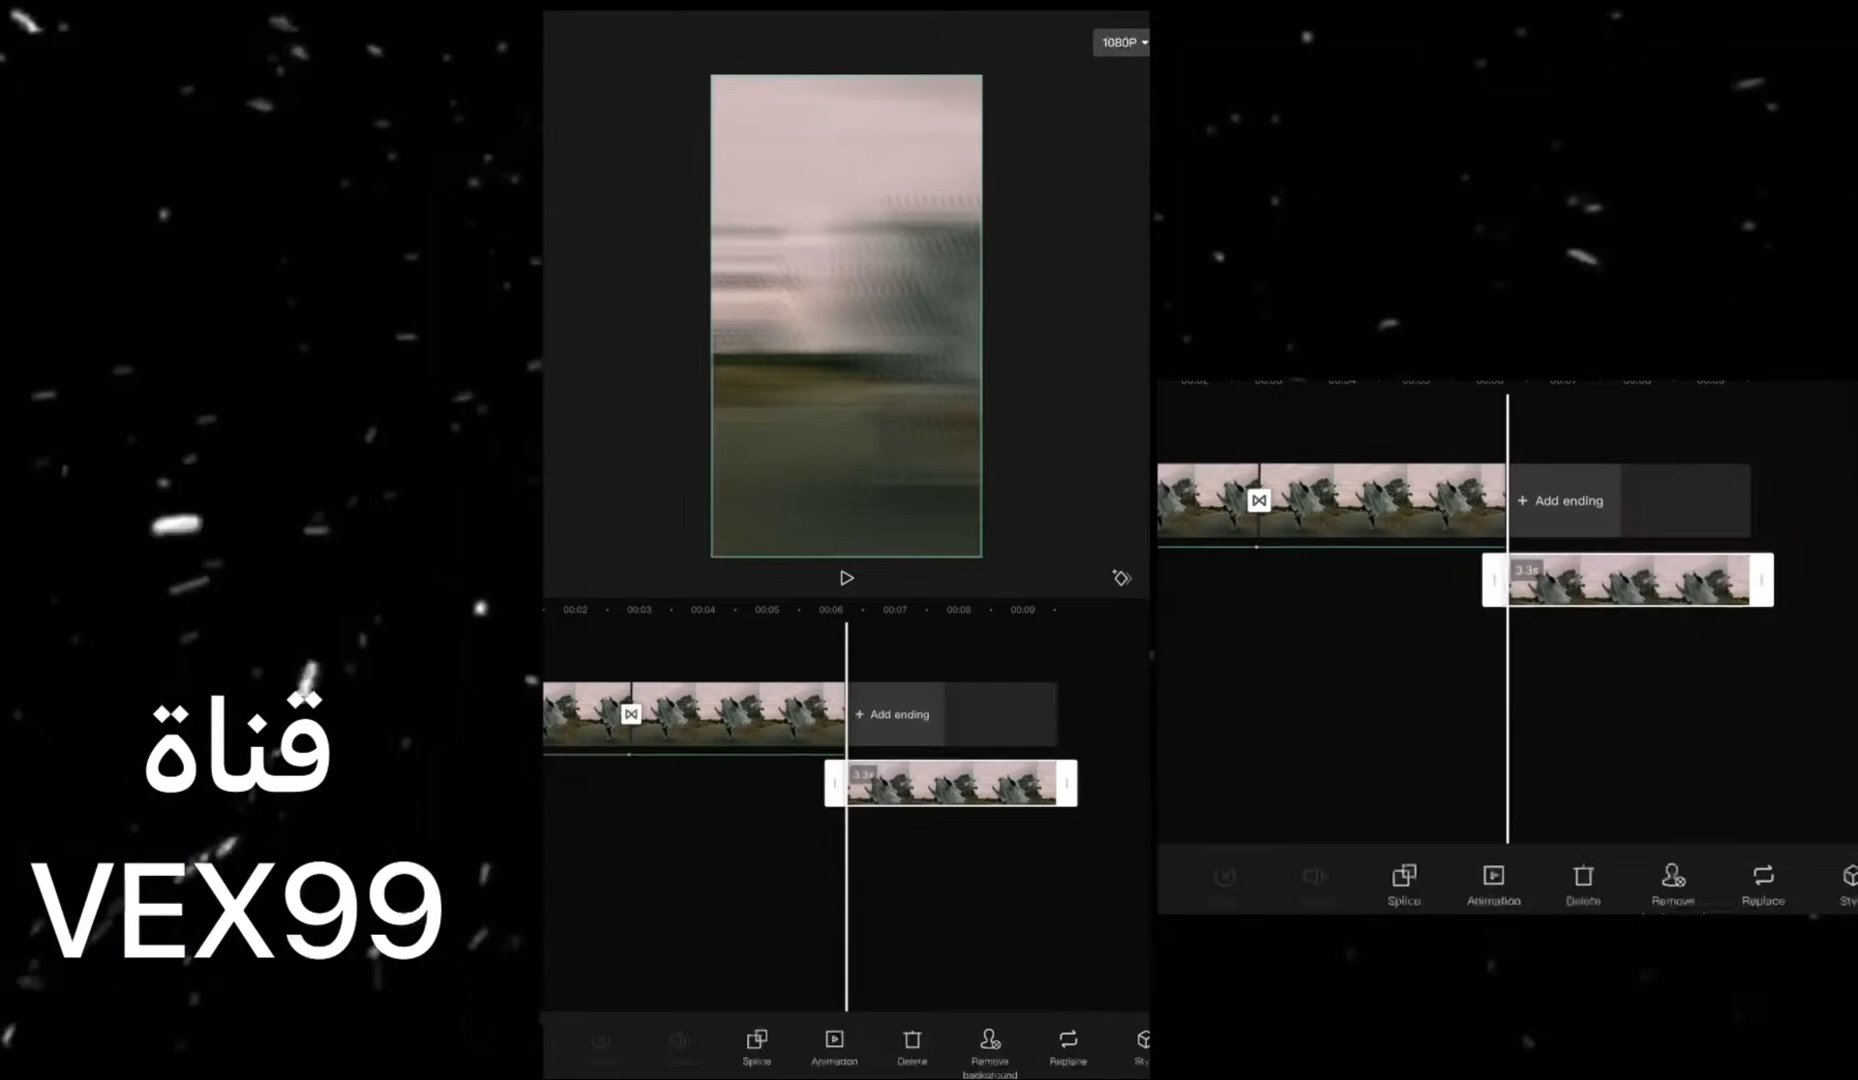 قناة
VEX99
1080P
00:02 00:03 00:04 00:05 00:06 00:07 00:08 00:09
+ Add ending
3.3s
Splice Animation Delete Remove background Replace
+ Add ending
3.3s
Splice Animation Delete Remove Replace